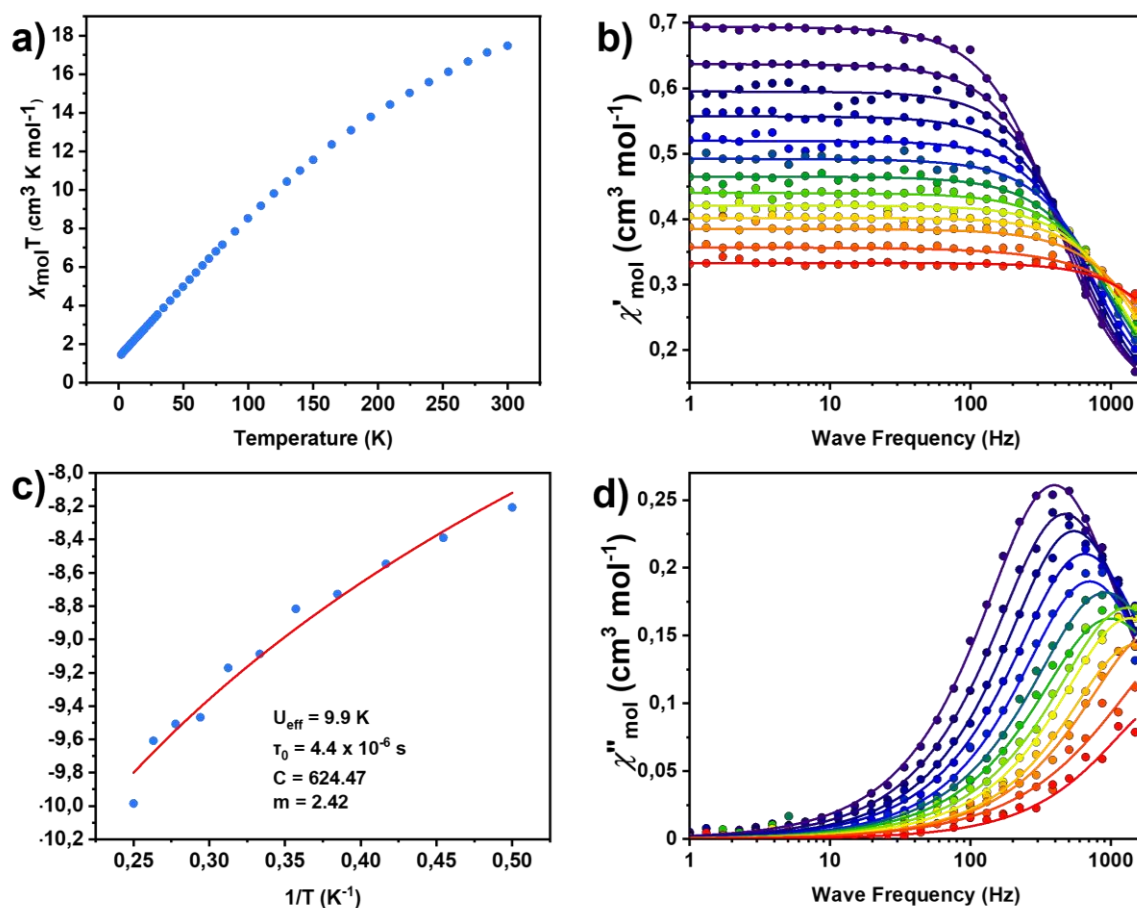 a)
18
16
14
12
10
8
6
4
2
0
χmolT (cm³ K mol⁻¹)
0 50 100 150 200 250 300
Temperature (K)
b)
0,7
0,6
0,5
0,4
0,3
0,2
χ'mol (cm³ mol⁻¹)
1 10 100 1000
Wave Frequency (Hz)
c)
-8,0
-8,2
-8,4
-8,6
-8,8
-9,0
-9,2
-9,4
-9,6
-9,8
-10,0
-10,2
Ueff = 9.9 K
τ₀ = 4.4 x 10⁻⁶ s
C = 624.47
m = 2.42
0,25 0,30 0,35 0,40 0,45 0,50
1/T (K⁻¹)
d)
0,25
0,2
0,15
0,1
0,05
0
χ''mol (cm³ mol⁻¹)
1 10 100 1000
Wave Frequency (Hz)